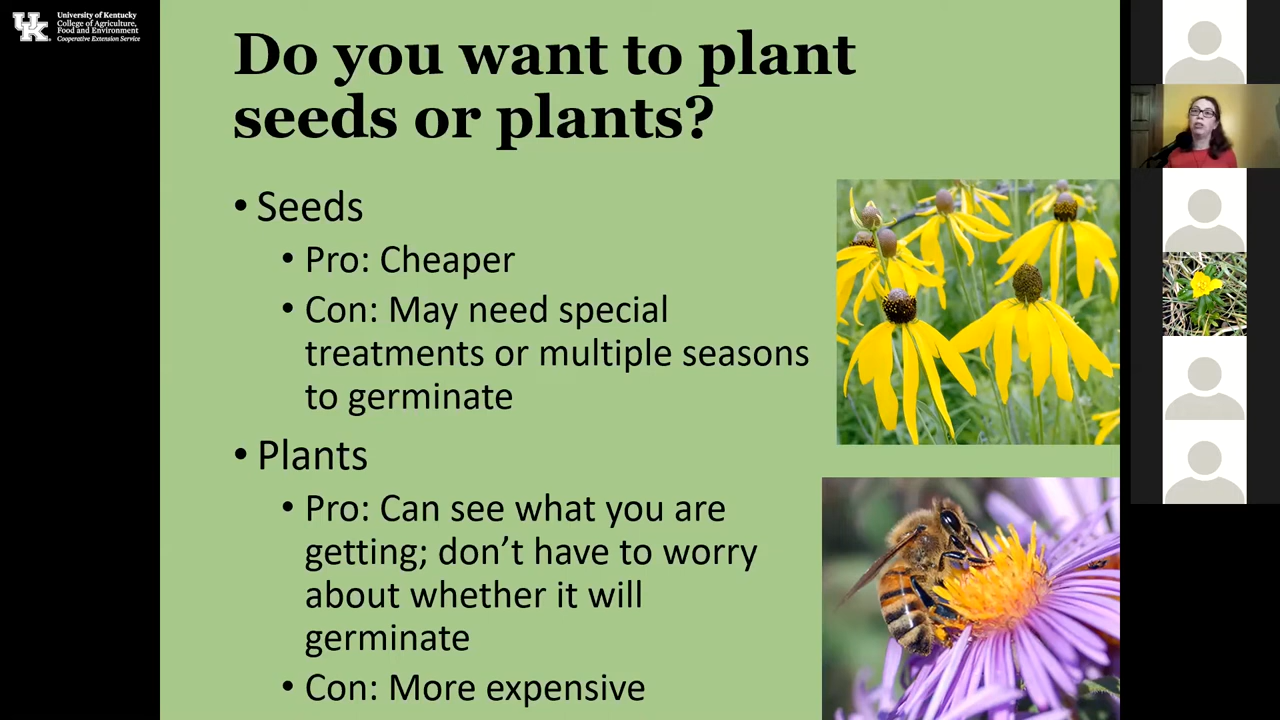 University of Kentucky
College of Agriculture,
Food and Environment
Cooperative Extension Service
UK
Do you want to plant
seeds or plants?
• Seeds
• Pro: Cheaper
• Con: May need special
treatments or multiple seasons
to germinate
• Plants
• Pro: Can see what you are
getting; don’t have to worry
about whether it will
germinate
• Con: More expensive